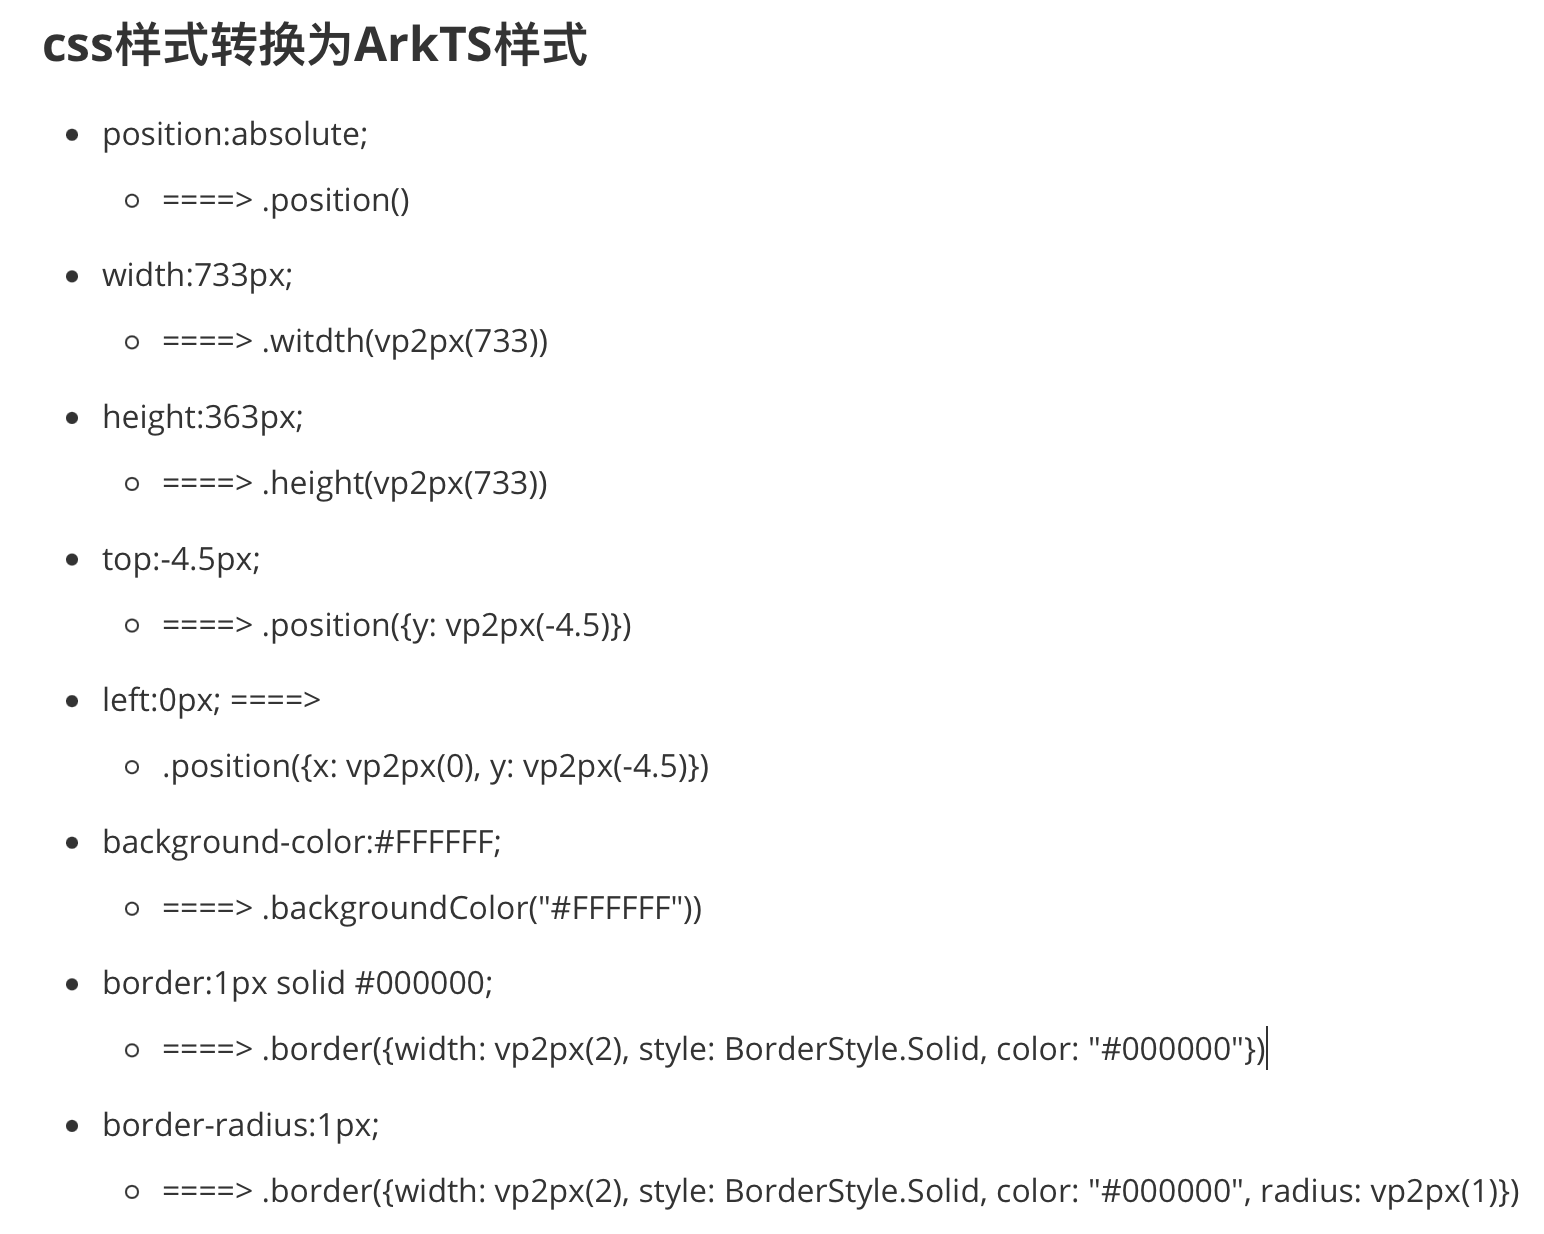 css样式转换为ArkTS样式
position:absolute;
====> .position()
width:733px;
====> .witdth(vp2px(733))
height:363px;
====> .height(vp2px(733))
top:-4.5px;
====> .position({y: vp2px(-4.5)})
left:0px; ====>
.position({x: vp2px(0), y: vp2px(-4.5)})
background-color:#FFFFFF;
====> .backgroundColor("#FFFFFF"))
border:1px solid #000000;
====> .border({width: vp2px(2), style: BorderStyle.Solid, color: "#000000"})
border-radius:1px;
====> .border({width: vp2px(2), style: BorderStyle.Solid, color: "#000000", radius: vp2px(1)})